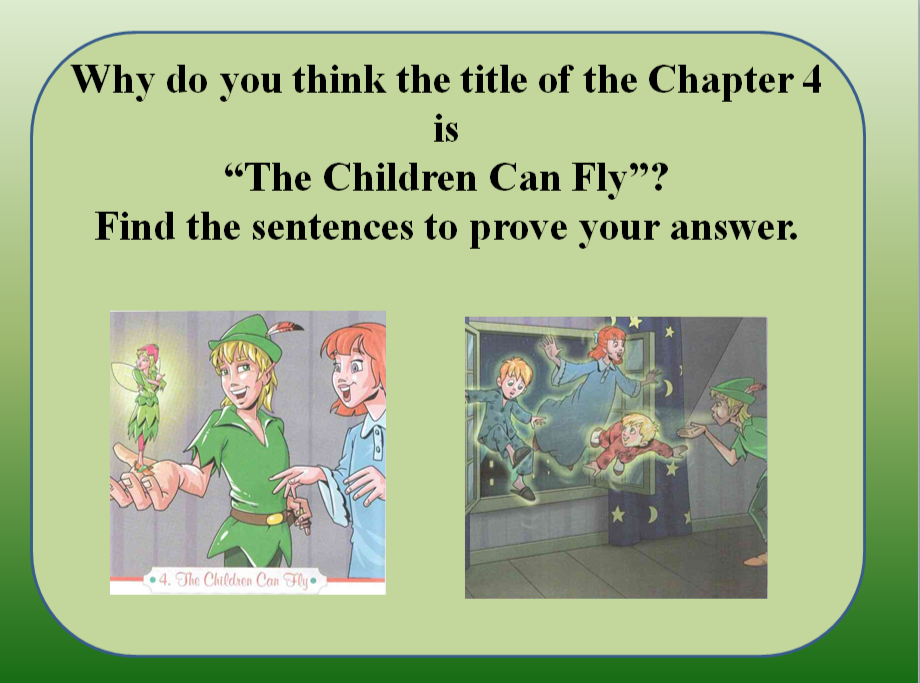 Why do you think the title of the Chapter 4
is
“The Children Can Fly”?
Find the sentences to prove your answer.
4. The Children Can Fly